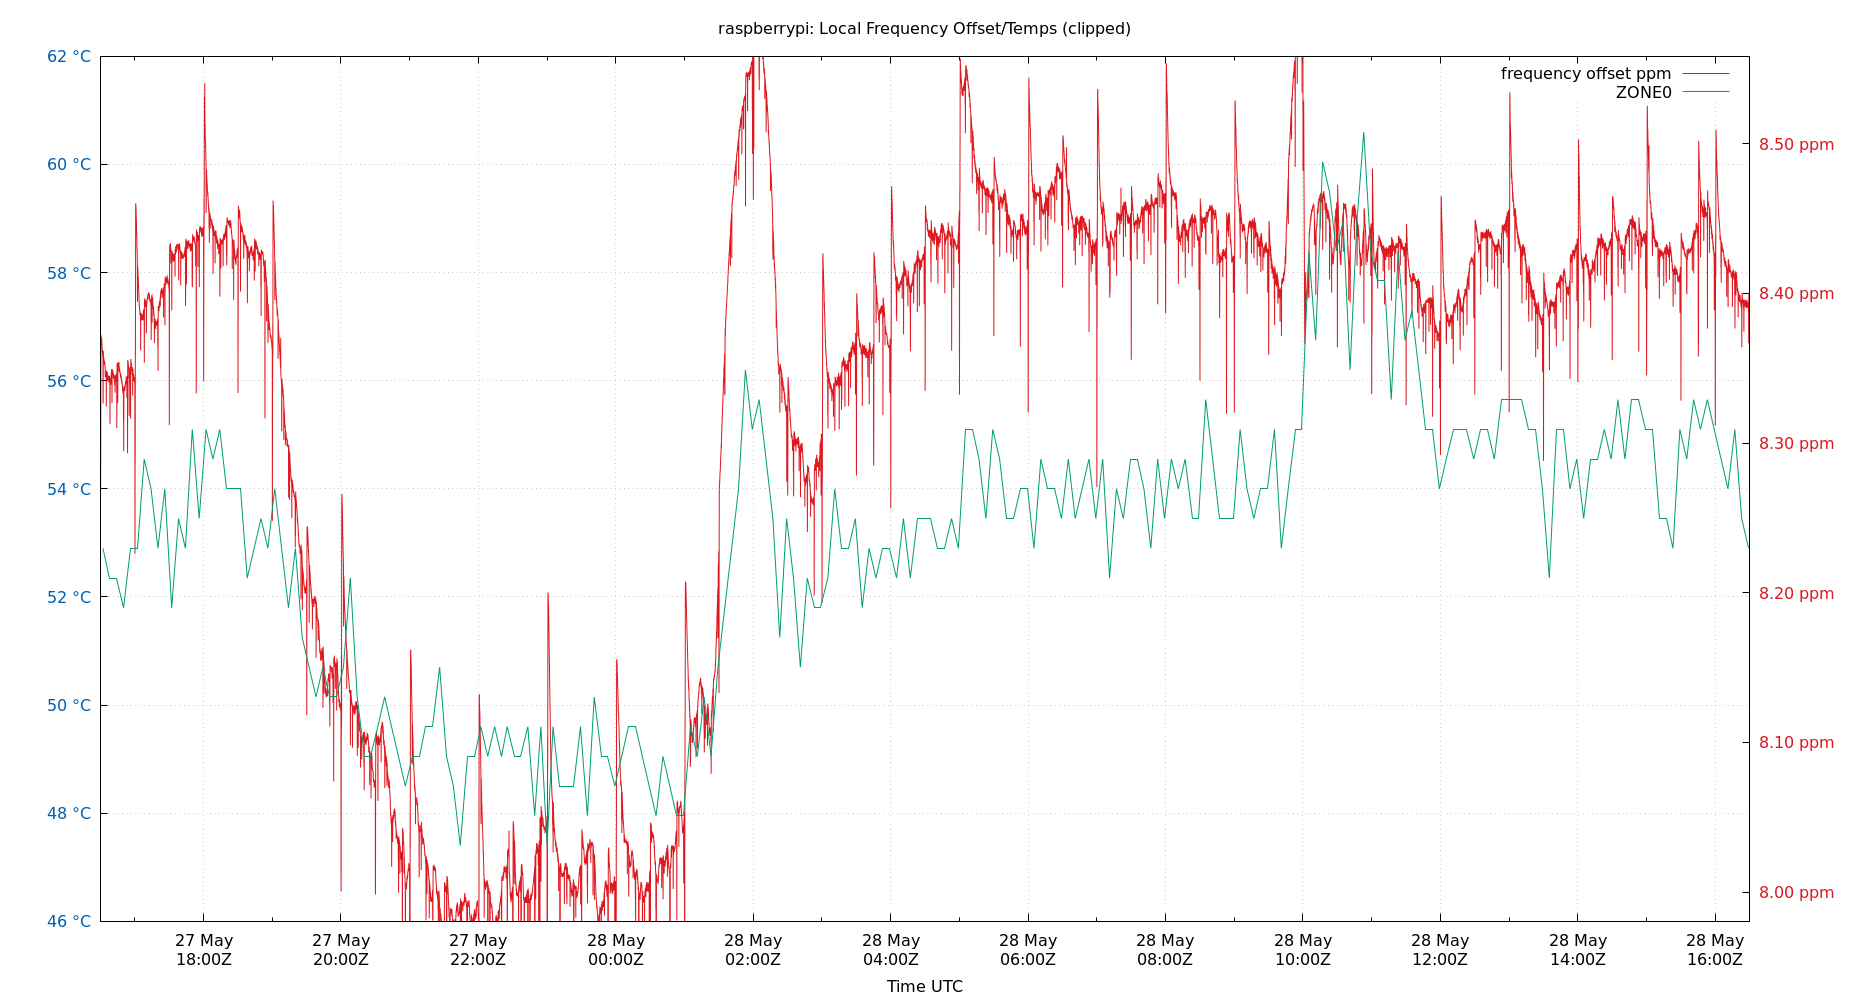 raspberrypi: Local Frequency Offset/Temps (clipped)
62 °C
60 °C
58 °C
56 °C
54 °C
52 °C
50 °C
48 °C
46 °C
frequency offset ppm
ZONE0
8.50 ppm
8.40 ppm
8.30 ppm
8.20 ppm
8.10 ppm
8.00 ppm
27 May 27 May 27 May 28 May 28 May 28 May 28 May 28 May 28 May 28 May 28 May 28 May
18:00Z 20:00Z 22:00Z 00:00Z 02:00Z 04:00Z 06:00Z 08:00Z 10:00Z 12:00Z 14:00Z 16:00Z
Time UTC